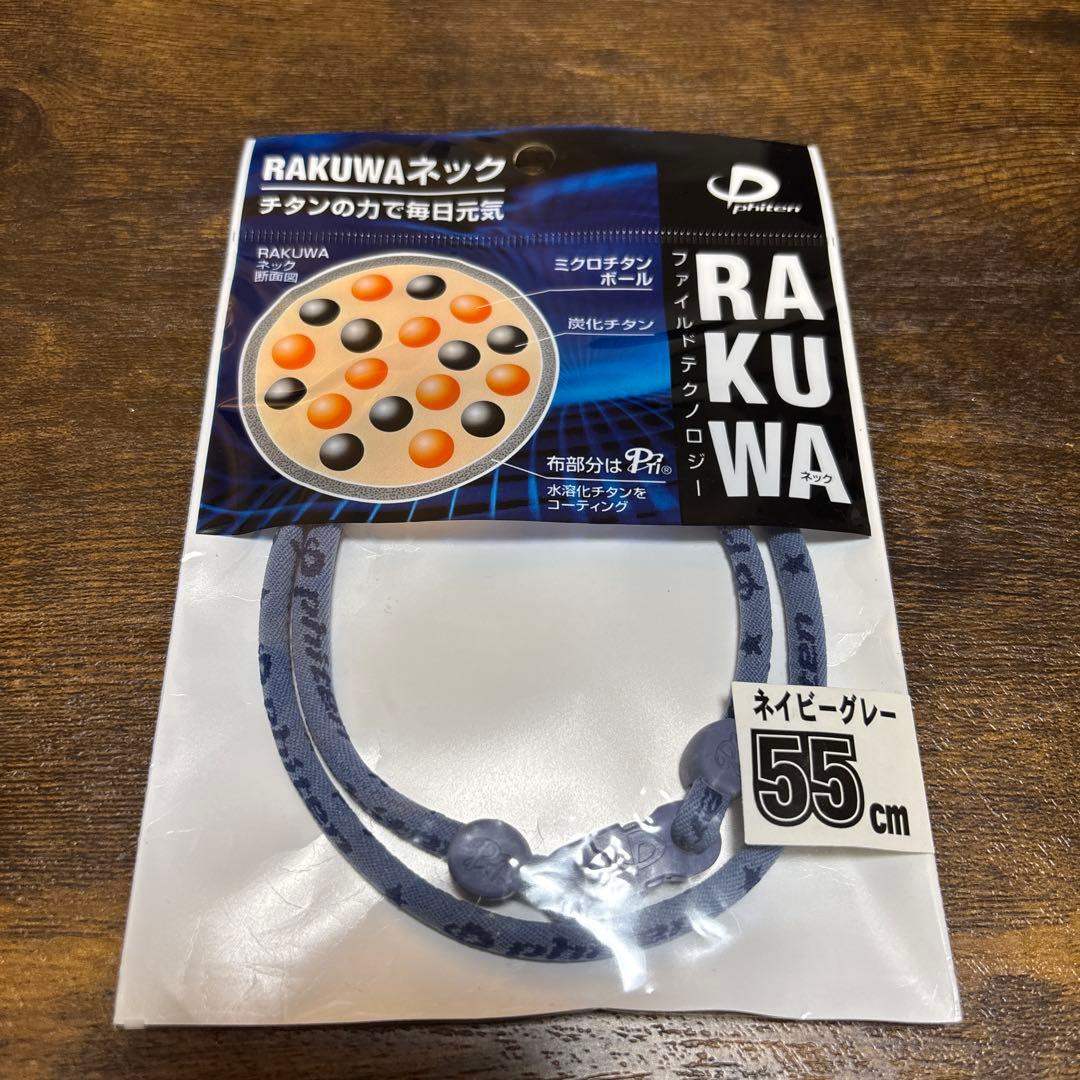 RAKUWAネック
チタンの力で毎日元気
phiten
RAKUWA
ネック
断面図
ミクロチタン
ボール
炭化チタン
布部分は Pti®
水溶化チタンを
コーティング
ファイルドテクノロジー
RA
KU
WA
ネック
phiten
ネイビーグレー
55cm